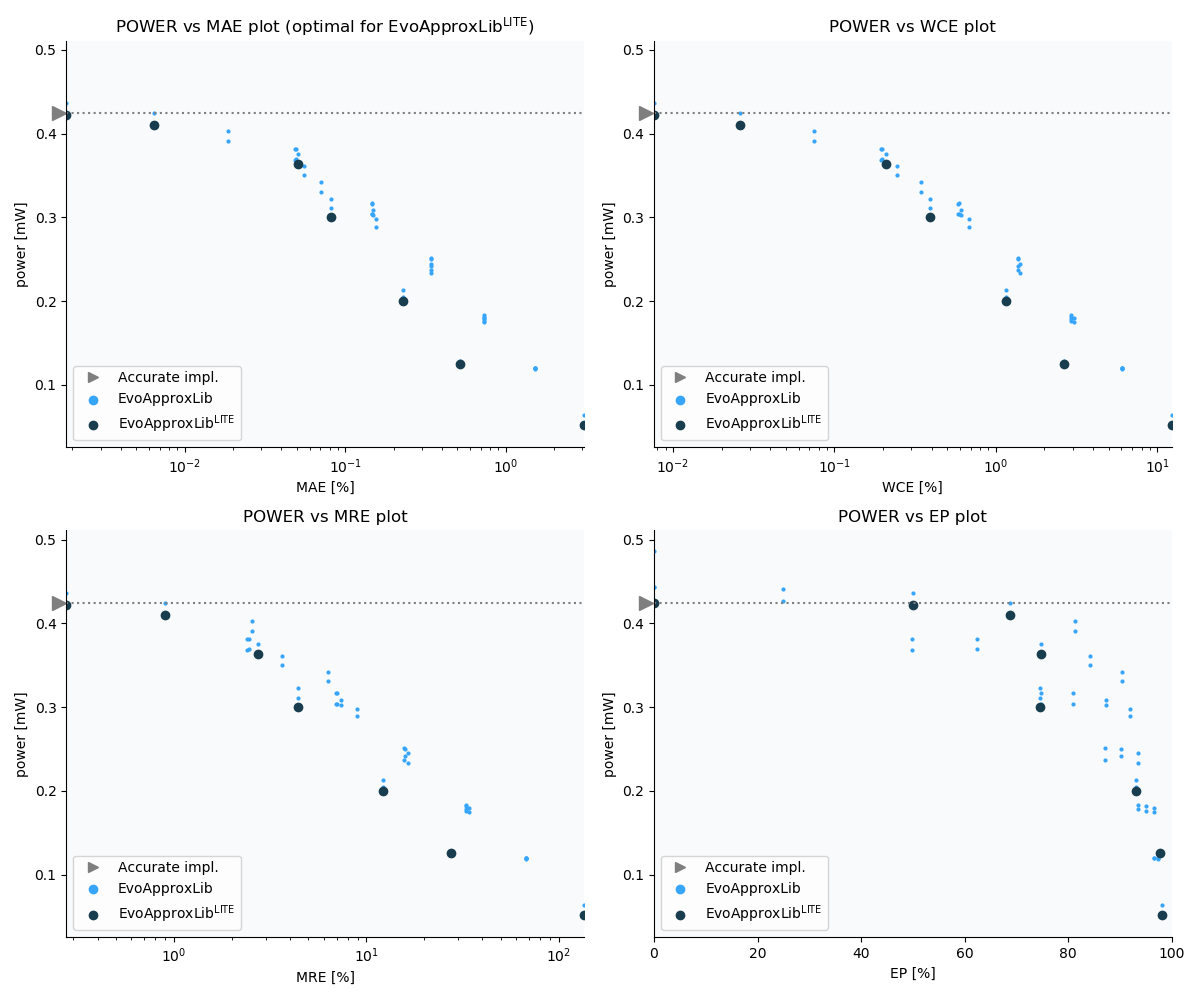 POWER vs MAE plot (optimal for EvoApproxLib^LITE)
0.5
0.4
0.3
0.2
0.1
power [mW]
Accurate impl.
EvoApproxLib
EvoApproxLib^LITE
10^-2
10^-1
10^0
MAE [%]
POWER vs WCE plot
0.5
0.4
0.3
0.2
0.1
power [mW]
Accurate impl.
EvoApproxLib
EvoApproxLib^LITE
10^-2
10^-1
10^0
10^1
WCE [%]
POWER vs MRE plot
0.5
0.4
0.3
0.2
0.1
power [mW]
Accurate impl.
EvoApproxLib
EvoApproxLib^LITE
10^0
10^1
10^2
MRE [%]
POWER vs EP plot
0.5
0.4
0.3
0.2
0.1
power [mW]
Accurate impl.
EvoApproxLib
EvoApproxLib^LITE
0 20 40 60 80 100
EP [%]